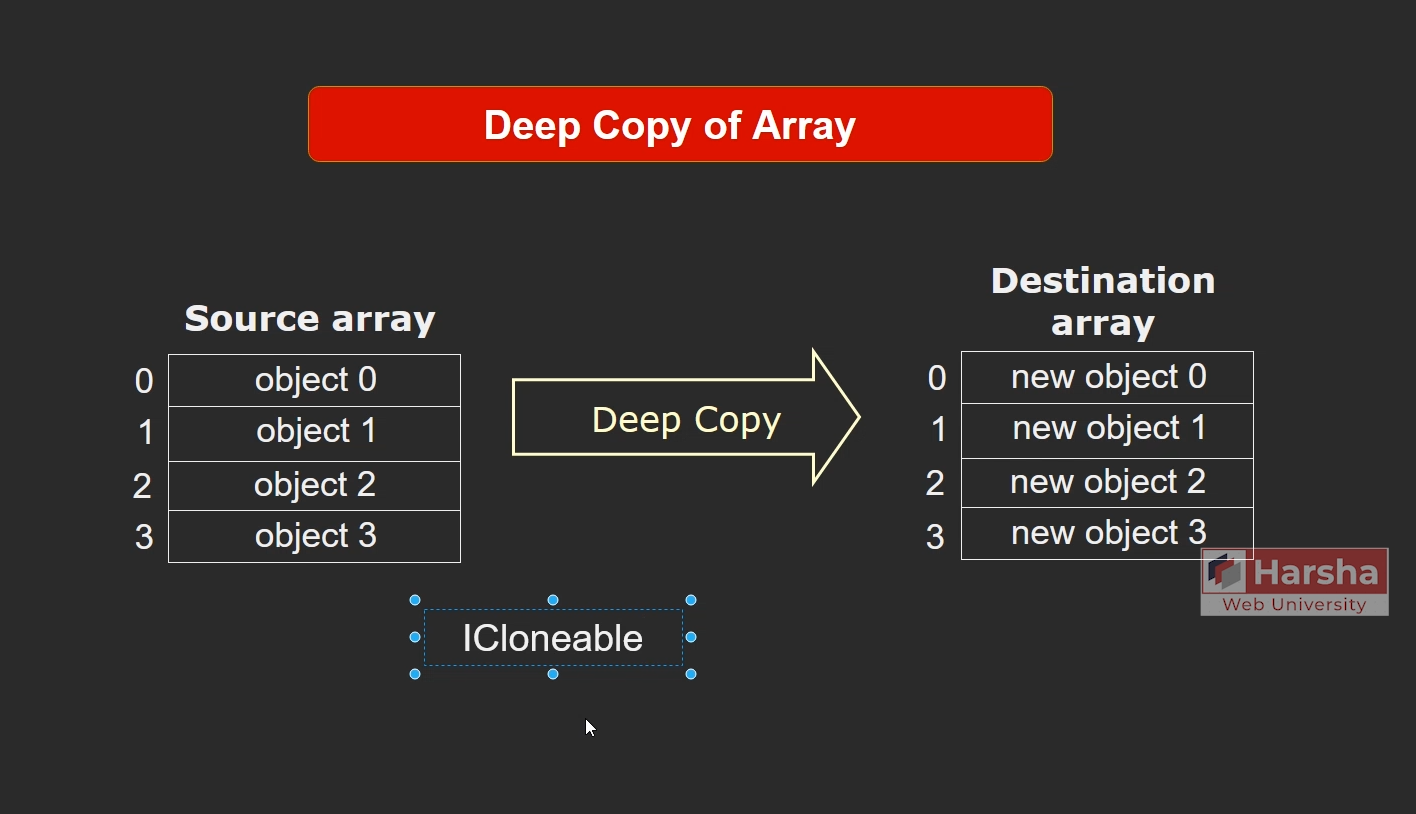 Deep Copy of Array
Source array
0 object 0
1 object 1
2 object 2
3 object 3
Deep Copy
Destination
array
0 new object 0
1 new object 1
2 new object 2
3 new object 3
Harsha
Web University
ICloneable